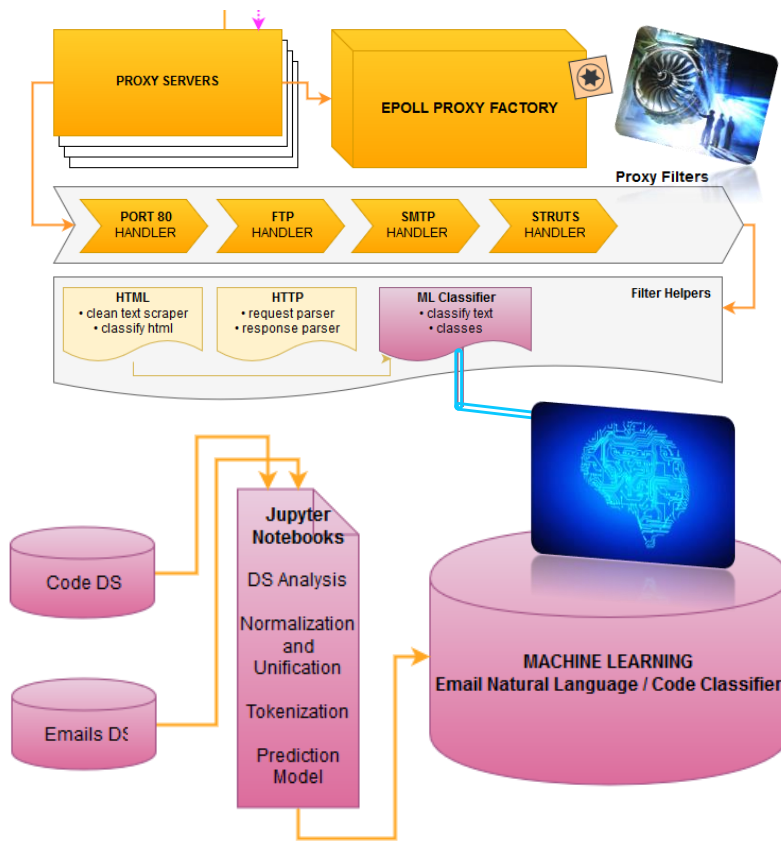 PROXY SERVERS
EPOLL PROXY FACTORY
Proxy Filters
PORT 80
HANDLER
FTP
HANDLER
SMTP
HANDLER
STRUTS
HANDLER
HTML
• clean text scraper
• classify html
HTTP
• request parser
• response parser
ML Classifier
• classify text
• classes
Filter Helpers
Jupyter
Notebooks
DS Analysis
Normalization
and
Unification
Tokenization
Prediction
Model
Code DS
Emails DS
MACHINE LEARNING
Email Natural Language / Code Classifier